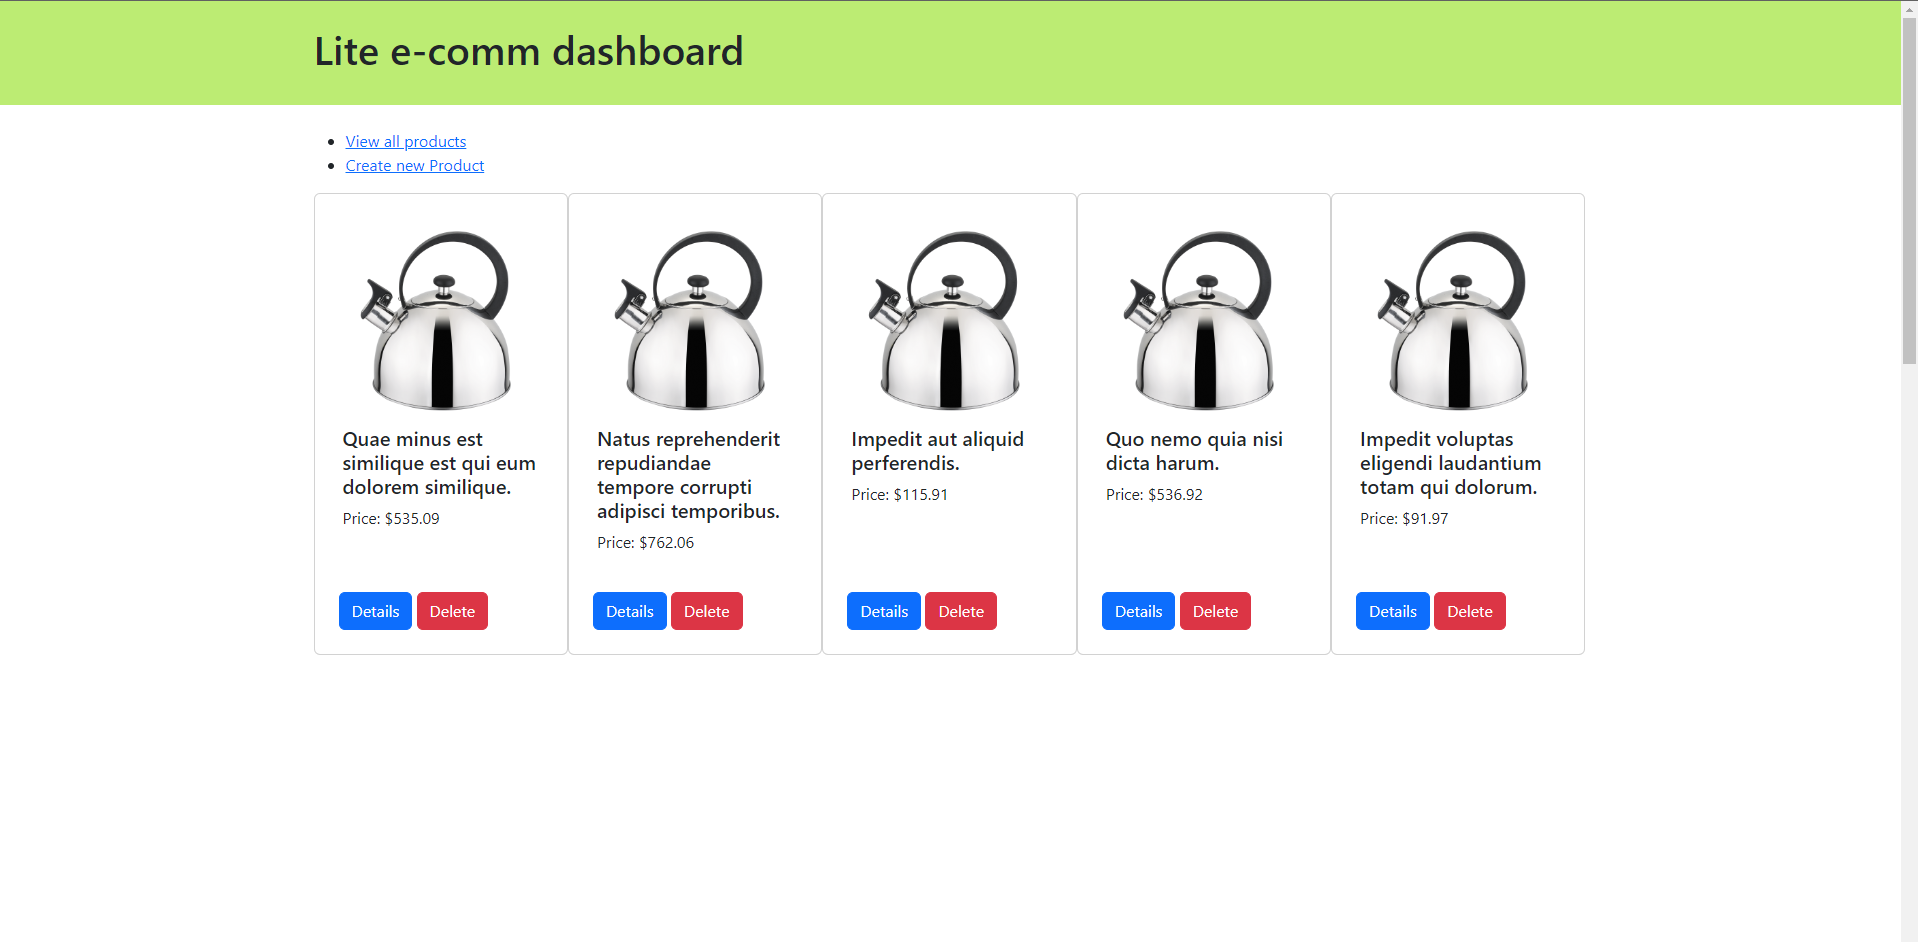 Lite e-comm dashboard
View all products
Create new Product
Quae minus est
similique est qui eum
dolorem similique.
Price: $535.09
Details Delete
Natus reprehenderit
repudiandae
tempore corrupti
adipisci temporibus.
Price: $762.06
Details Delete
Impedit aut aliquid
perferendis.
Price: $115.91
Details Delete
Quo nemo quia nisi
dicta harum.
Price: $536.92
Details Delete
Impedit voluptas
eligendi laudantium
totam qui dolorum.
Price: $91.97
Details Delete